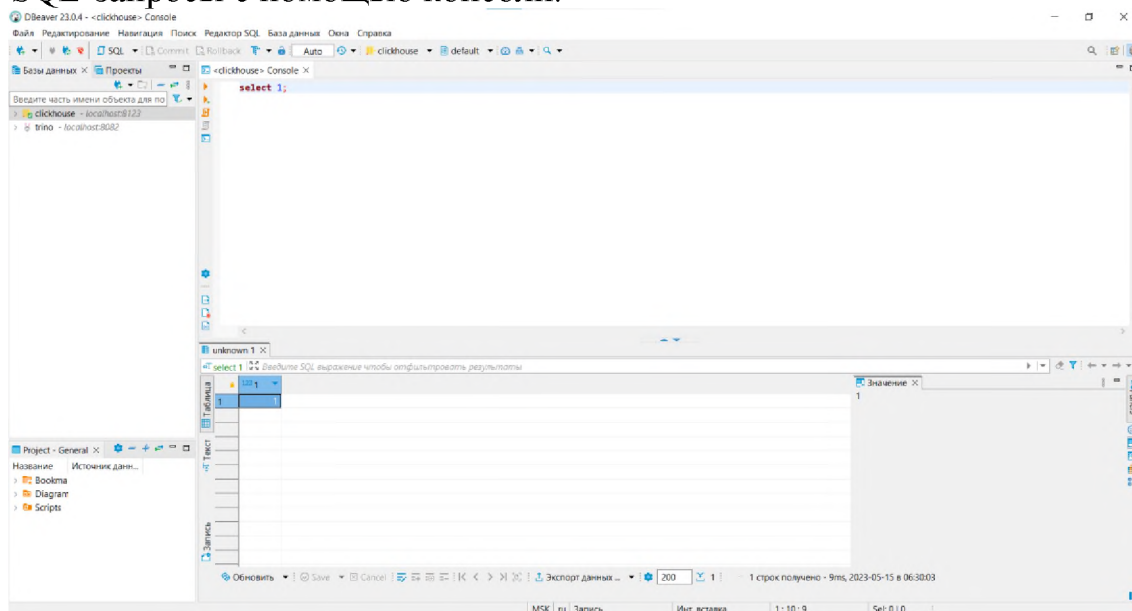 SQL-запросы с помощью консоли.
DBeaver 23.0.4 - <clickhouse> Console
Файл Редактирование Навигация Поиск Редактор SQL База данных Окна Справка
SQL Commit Rollback Auto clickhouse default
Базы данных Проекты <clickhouse> Console
select 1;
Введите часть имени объекта для по
clickhouse - localhost:8123
trino - localhost:8082
unknown 1
select 1 Введите SQL выражение чтобы отфильтровать результаты
Таблица 123 1 Значение
1 1 1
Текст
Project - General
Название Источник данн...
Bookma
Diagram
Scripts
Запись
Обновить Save Cancel Экспорт данных ... 200 1 1 строк получено - 9ms, 2023-05-15 в 06:30:03
MSK ru Запись Инт. вставка 1 : 10 : 9 Sel: 0 | 0